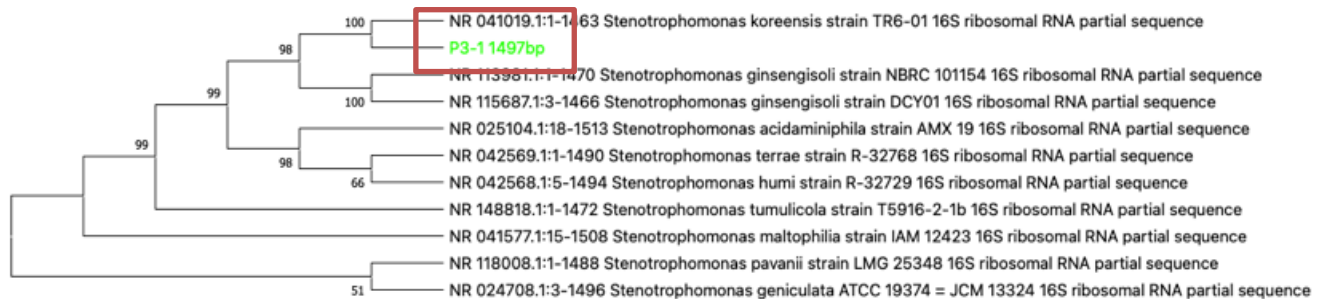 100
NR 041019.1:1-1463 Stenotrophomonas koreensis strain TR6-01 16S ribosomal RNA partial sequence
98
P3-1 1497bp
NR 113981.1:1-1470 Stenotrophomonas ginsengisoli strain NBRC 101154 16S ribosomal RNA partial sequence
99
100
NR 115687.1:3-1466 Stenotrophomonas ginsengisoli strain DCY01 16S ribosomal RNA partial sequence
NR 025104.1:18-1513 Stenotrophomonas acidaminiphila strain AMX 19 16S ribosomal RNA partial sequence
99
98
NR 042569.1:1-1490 Stenotrophomonas terrae strain R-32768 16S ribosomal RNA partial sequence
66
NR 042568.1:5-1494 Stenotrophomonas humi strain R-32729 16S ribosomal RNA partial sequence
NR 148818.1:1-1472 Stenotrophomonas tumulicola strain T5916-2-1b 16S ribosomal RNA partial sequence
NR 041577.1:15-1508 Stenotrophomonas maltophilia strain IAM 12423 16S ribosomal RNA partial sequence
NR 118008.1:1-1488 Stenotrophomonas pavanii strain LMG 25348 16S ribosomal RNA partial sequence
51
NR 024708.1:3-1496 Stenotrophomonas geniculata ATCC 19374 = JCM 13324 16S ribosomal RNA partial sequence